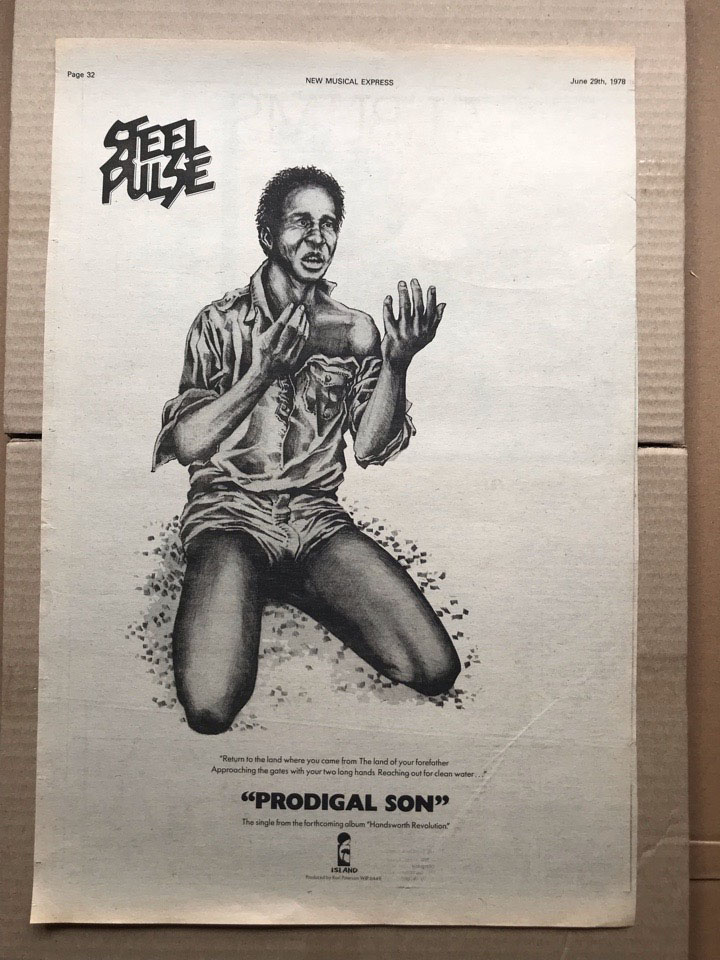 Page 32
NEW MUSICAL EXPRESS
June 29th, 1978
STEEL
PULSE
"Return to the land where you came from The land of your forefather
Approaching the gates with your two long hands Reaching out for clean water..."
"PRODIGAL SON"
The single from the forthcoming album "Handsworth Revolution."
ISLAND
Produced by